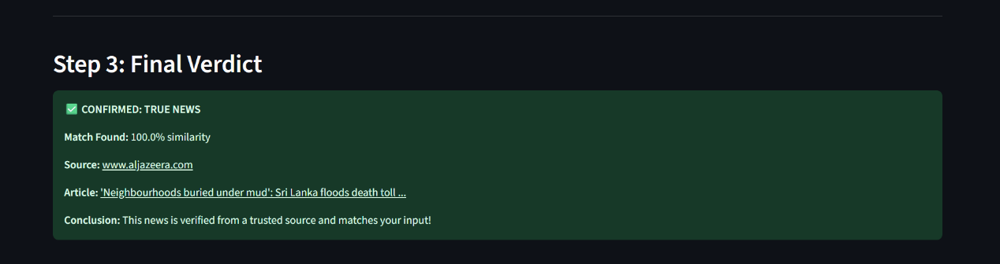 Step 3: Final Verdict
✅ CONFIRMED: TRUE NEWS
Match Found: 100.0% similarity
Source: www.aljazeera.com
Article: 'Neighbourhoods buried under mud': Sri Lanka floods death toll ...
Conclusion: This news is verified from a trusted source and matches your input!